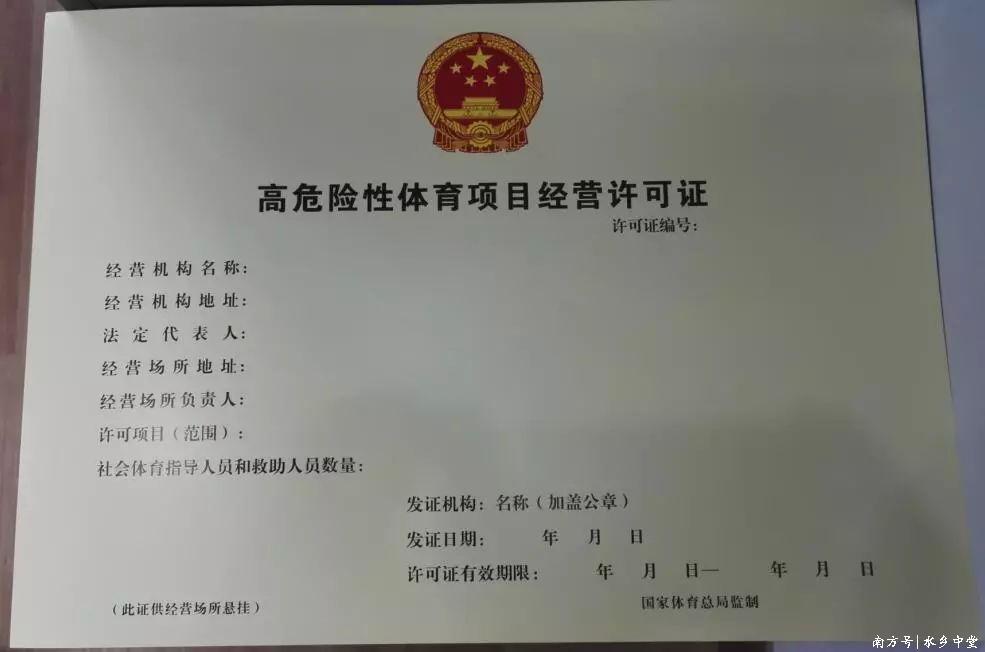 高危险性体育项目经营许可证
许可证编号：
经营机构名称：
经营机构地址：
法定代表人：
经营场所地址：
经营场所负责人：
许可项目（范围）：
社会体育指导人员和救助人员数量：
发证机构：名称（加盖公章）
发证日期： 年 月 日
许可证有效期限： 年 月 日— 年 月 日
（此证供经营场所悬挂）
国家体育总局监制
南方号|水乡中堂